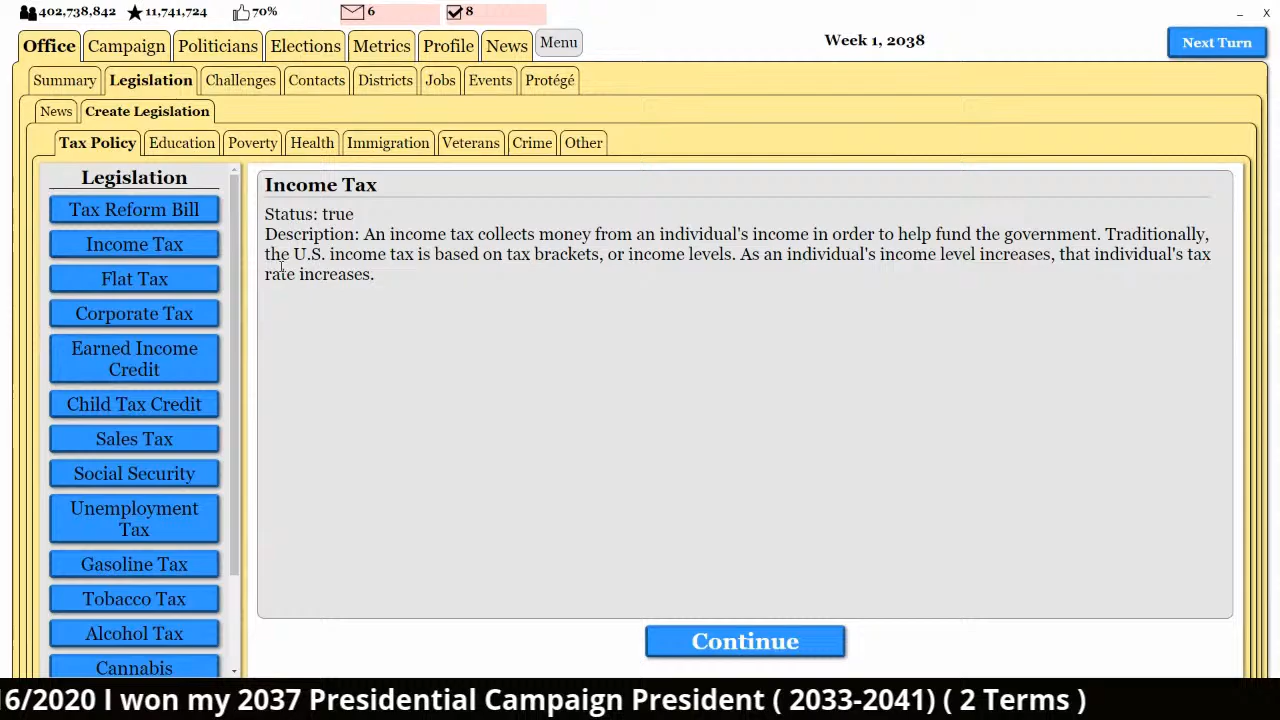 402,738,842 11,741,724 70% 6 8
_ X
Office Campaign Politicians Elections Metrics Profile News Menu
Week 1, 2038
Next Turn
Summary Legislation Challenges Contacts Districts Jobs Events Protégé
News Create Legislation
Tax Policy Education Poverty Health Immigration Veterans Crime Other
Legislation
Tax Reform Bill
Income Tax
Flat Tax
Corporate Tax
Earned Income
Credit
Child Tax Credit
Sales Tax
Social Security
Unemployment
Tax
Gasoline Tax
Tobacco Tax
Alcohol Tax
Cannabis
Income Tax
Status: true
Description: An income tax collects money from an individual's income in order to help fund the government. Traditionally,
the U.S. income tax is based on tax brackets, or income levels. As an individual's income level increases, that individual's tax
rate increases.
Continue
16/2020 I won my 2037 Presidential Campaign President ( 2033-2041) ( 2 Terms )